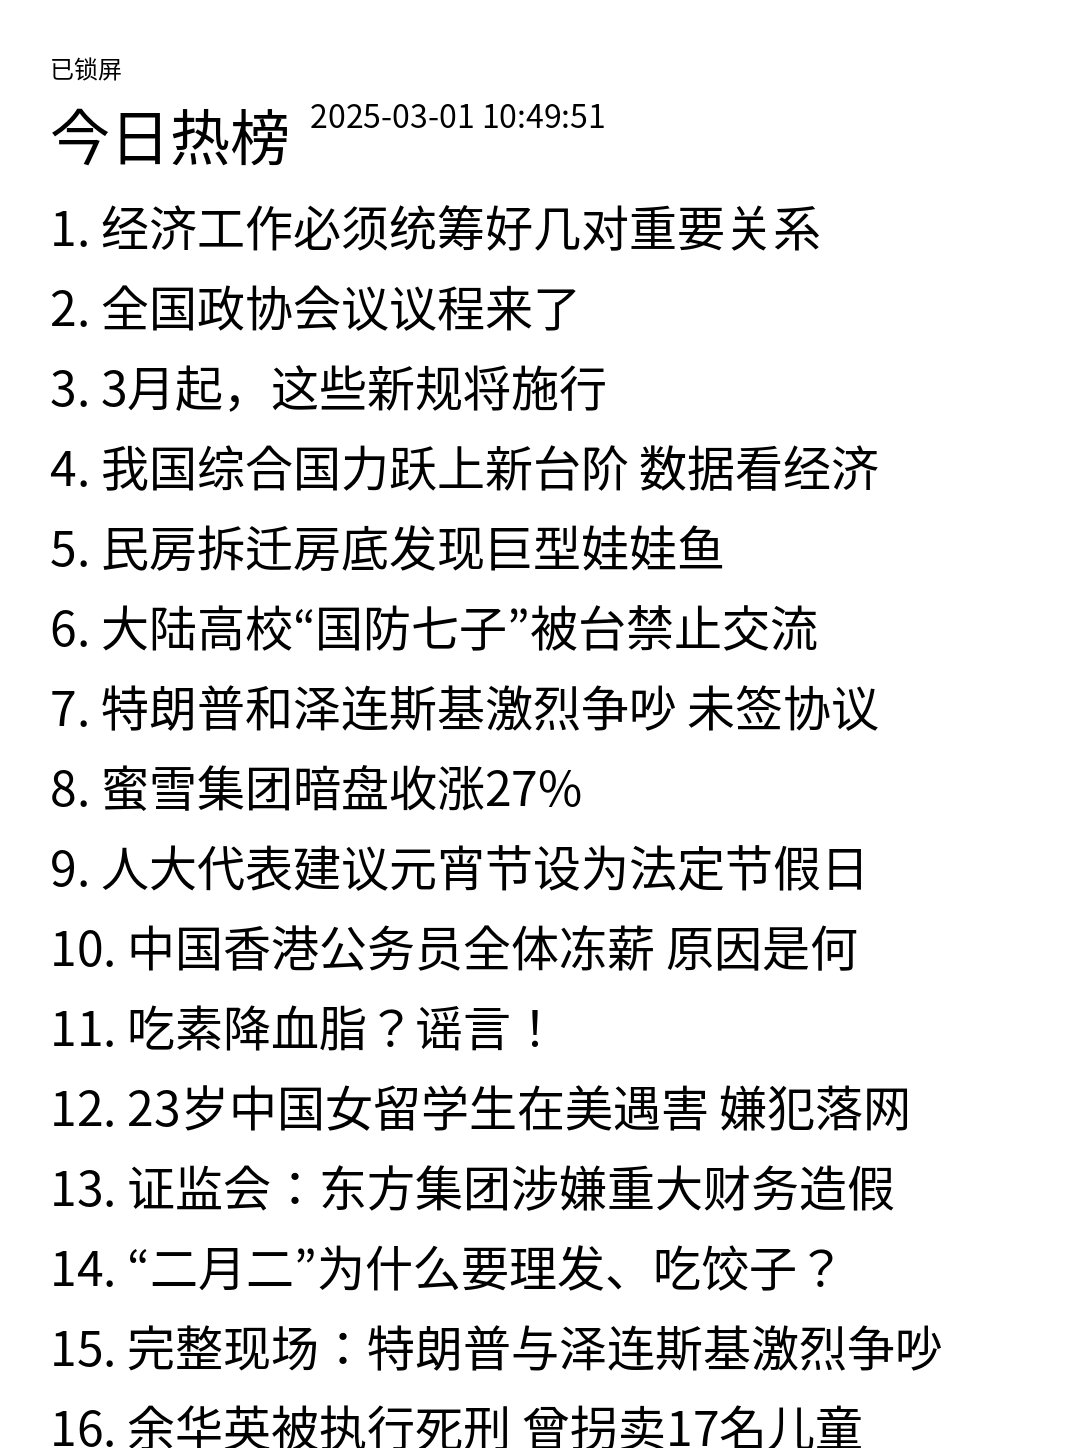 已锁屏
今日热榜 2025-03-01 10:49:51
1. 经济工作必须统筹好几对重要关系
2. 全国政协会议议程来了
3. 3月起，这些新规将施行
4. 我国综合国力跃上新台阶 数据看经济
5. 民房拆迁房底发现巨型娃娃鱼
6. 大陆高校“国防七子”被台禁止交流
7. 特朗普和泽连斯基激烈争吵 未签协议
8. 蜜雪集团暗盘收涨27%
9. 人大代表建议元宵节设为法定节假日
10. 中国香港公务员全体冻薪 原因是何
11. 吃素降血脂？谣言！
12. 23岁中国女留学生在美遇害 嫌犯落网
13. 证监会：东方集团涉嫌重大财务造假
14. “二月二”为什么要理发、吃饺子？
15. 完整现场：特朗普与泽连斯基激烈争吵
16. 余华英被执行死刑 曾拐卖17名儿童